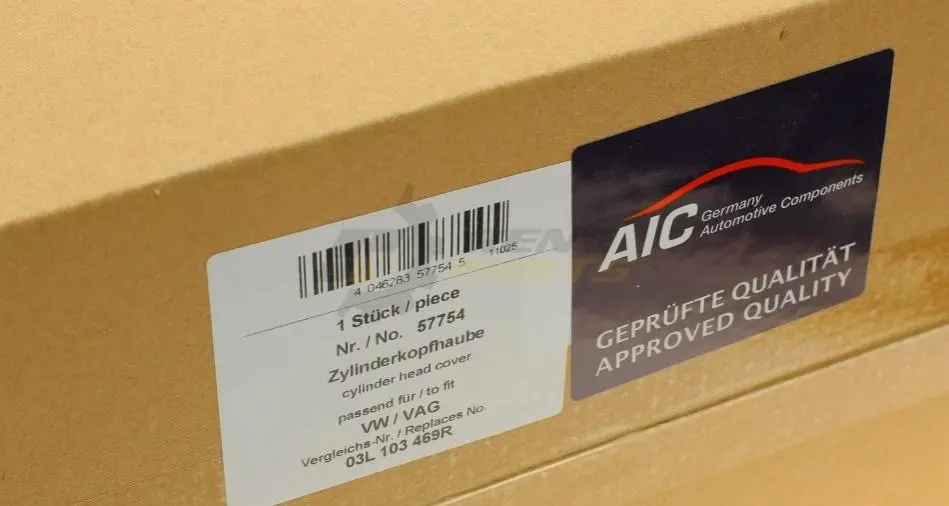 4 046283 57754 5
11025
1 Stück / piece
Nr. / No. 57754
Zylinderkopfhaube
cylinder head cover
passend für / to fit
VW / VAG
Vergleichs-Nr. / Replaces No.
03L 103 469R
AIC Germany
Automotive Components
GEPRÜFTE QUALITÄT
APPROVED QUALITY